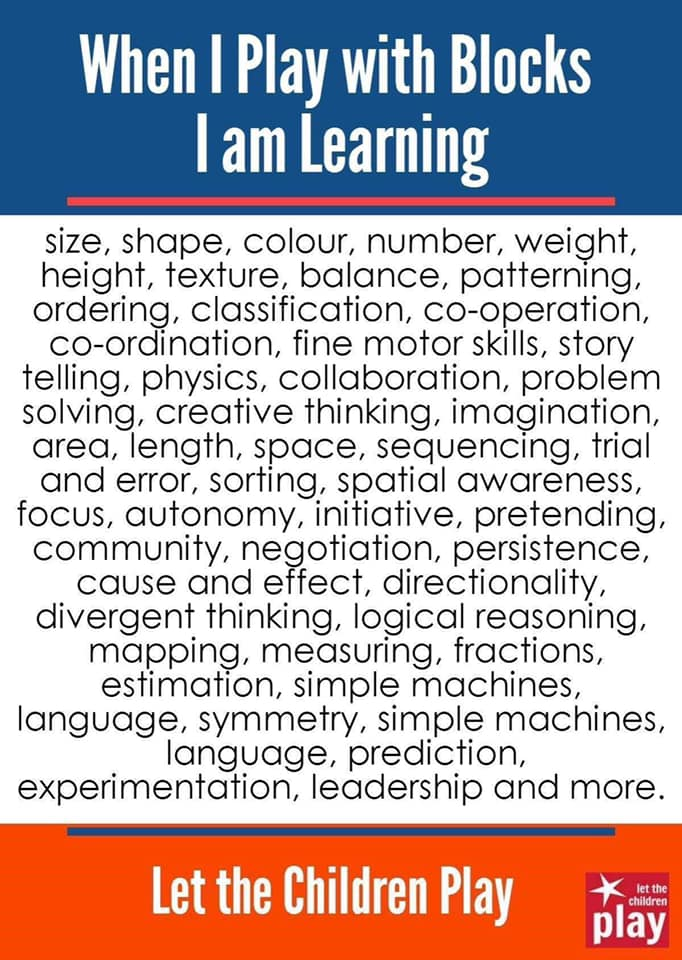 When I Play with Blocks
I am Learning
size, shape, colour, number, weight,
height, texture, balance, patterning,
ordering, classification, co-operation,
co-ordination, fine motor skills, story
telling, physics, collaboration, problem
solving, creative thinking, imagination,
area, length, space, sequencing, trial
and error, sorting, spatial awareness,
focus, autonomy, initiative, pretending,
community, negotiation, persistence,
cause and effect, directionality,
divergent thinking, logical reasoning,
mapping, measuring, fractions,
estimation, simple machines,
language, symmetry, simple machines,
language, prediction,
experimentation, leadership and more.
Let the Children Play
let the
children
play